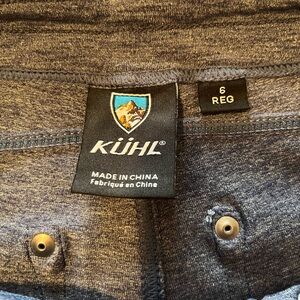 KÜHL®
MADE IN CHINA
Fabriqué en Chine
6
REG